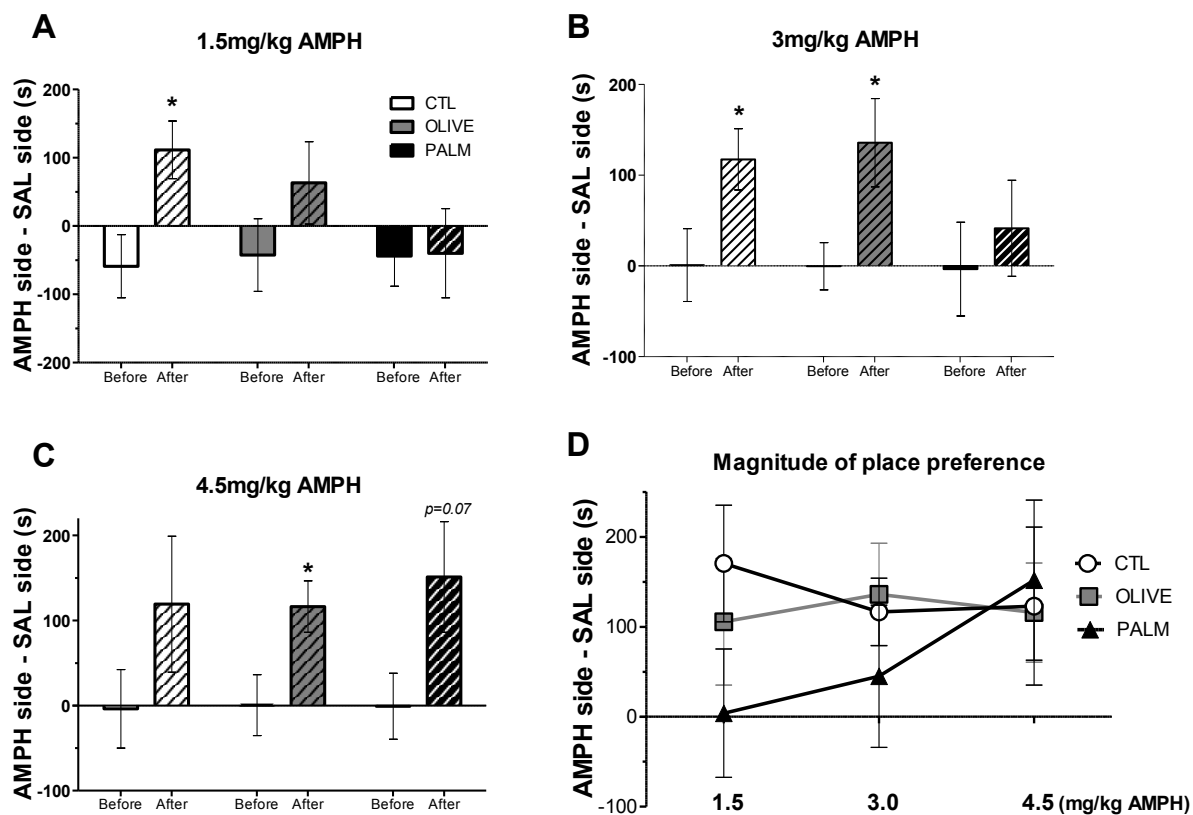 A
1.5mg/kg AMPH
AMPH side - SAL side (s)
200
100
0
-100
-200
*
CTL
OLIVE
PALM
Before After Before After Before After
B
3mg/kg AMPH
AMPH side - SAL side (s)
200
100
0
-100
*
*
Before After Before After Before After
C
4.5mg/kg AMPH
AMPH side - SAL side (s)
200
100
0
-100
*
p=0.07
Before After Before After Before After
D
Magnitude of place preference
AMPH side - SAL side (s)
200
100
0
-100
CTL
OLIVE
PALM
1.5 3.0 4.5 (mg/kg AMPH)